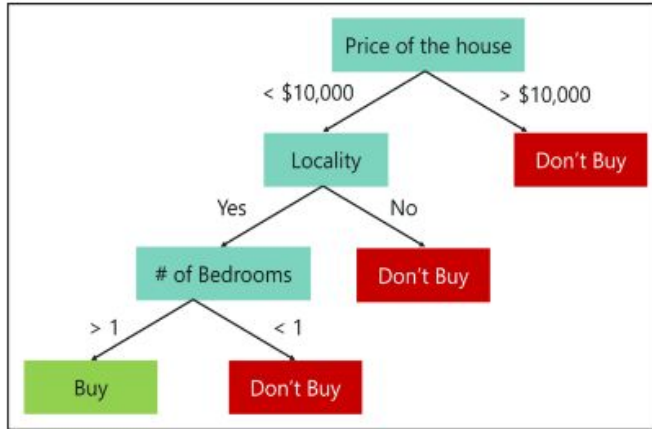 Price of the house
< $10,000
> $10,000
Locality
Don't Buy
Yes
No
# of Bedrooms
Don't Buy
> 1
< 1
Buy
Don't Buy